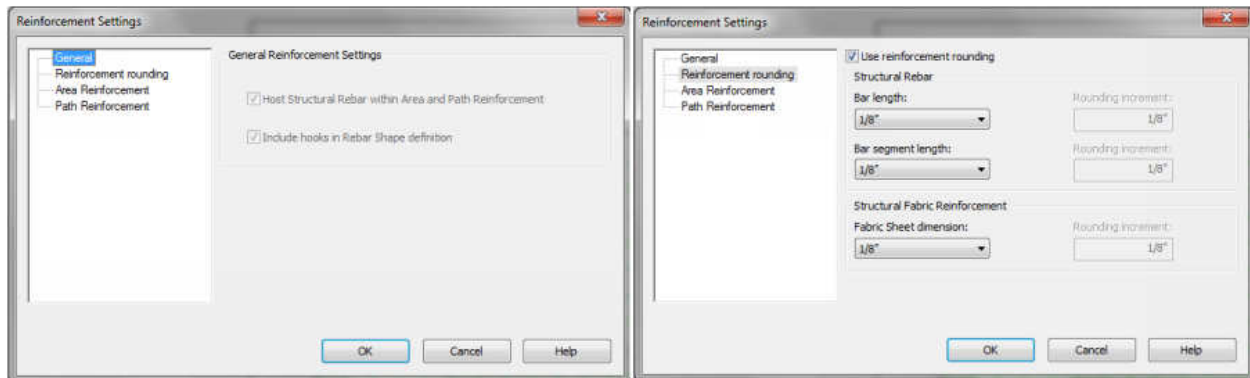 Reinforcement Settings
General
Reinforcement rounding
Area Reinforcement
Path Reinforcement
General Reinforcement Settings
Host Structural Rebar within Area and Path Reinforcement
Include hooks in Rebar Shape definition
OK Cancel Help
Reinforcement Settings
General
Reinforcement rounding
Area Reinforcement
Path Reinforcement
Use reinforcement rounding
Structural Rebar
Bar length: Rounding increment:
1/8" 1/8"
Bar segment length: Rounding increment:
1/8" 1/8"
Structural Fabric Reinforcement
Fabric Sheet dimension: Rounding increment:
1/8" 1/8"
OK Cancel Help